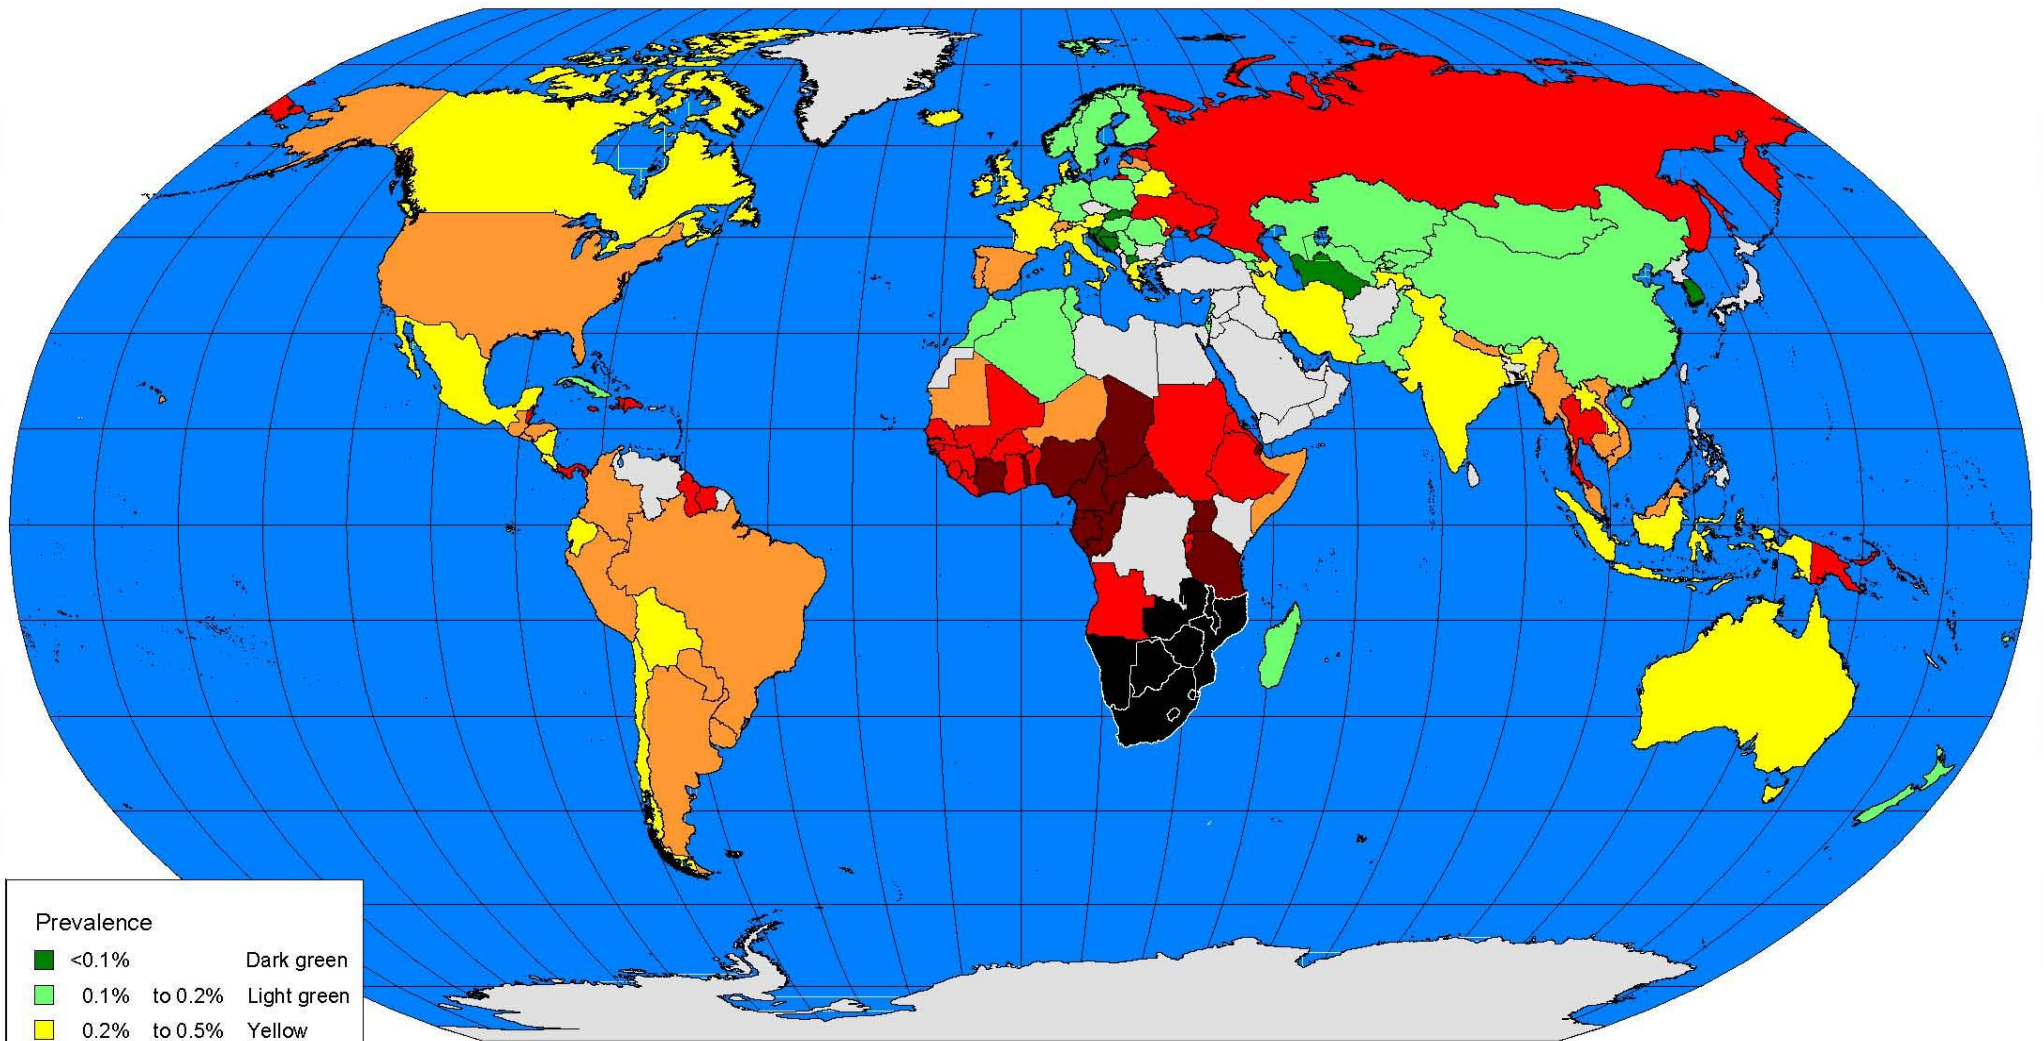 Prevalence
<0.1% Dark green
0.1% to 0.2% Light green
0.2% to 0.5% Yellow